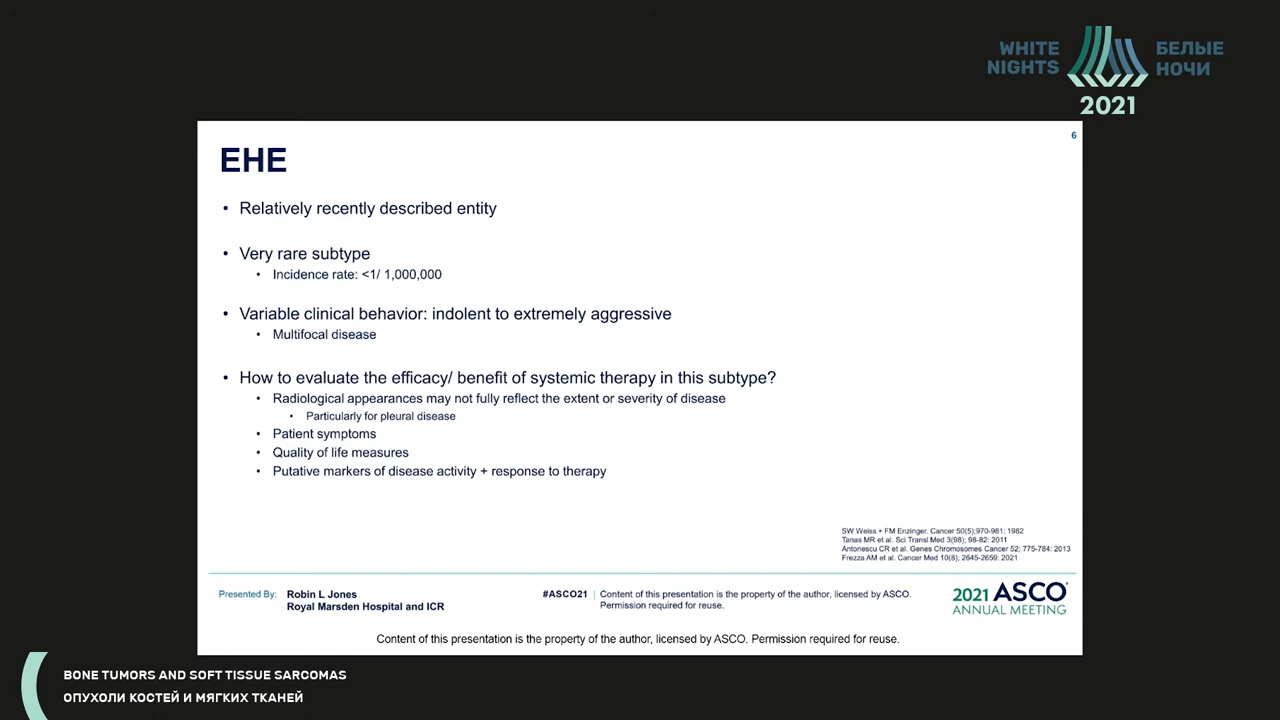 WHITE
NIGHTS
БЕЛЫЕ
НОЧИ
2021
6
EHE
• Relatively recently described entity
• Very rare subtype
• Incidence rate: <1/ 1,000,000
• Variable clinical behavior: indolent to extremely aggressive
• Multifocal disease
• How to evaluate the efficacy/ benefit of systemic therapy in this subtype?
• Radiological appearances may not fully reflect the extent or severity of disease
• Particularly for pleural disease
• Patient symptoms
• Quality of life measures
• Putative markers of disease activity + response to therapy
SW Weiss + FM Enzinger. Cancer 50(5);970-981: 1982
Tanas MR et al. Sci Transl Med 3(98); 98-82: 2011
Antonescu CR et al. Genes Chromosomes Cancer 52; 775-784: 2013
Frezza AM et al. Cancer Med 10(8); 2645-2659: 2021
Presented By: Robin L Jones
Royal Marsden Hospital and ICR
#ASCO21 | Content of this presentation is the property of the author, licensed by ASCO.
Permission required for reuse.
2021 ASCO®
ANNUAL MEETING
Content of this presentation is the property of the author, licensed by ASCO. Permission required for reuse.
BONE TUMORS AND SOFT TISSUE SARCOMAS
ОПУХОЛИ КОСТЕЙ И МЯГКИХ ТКАНЕЙ